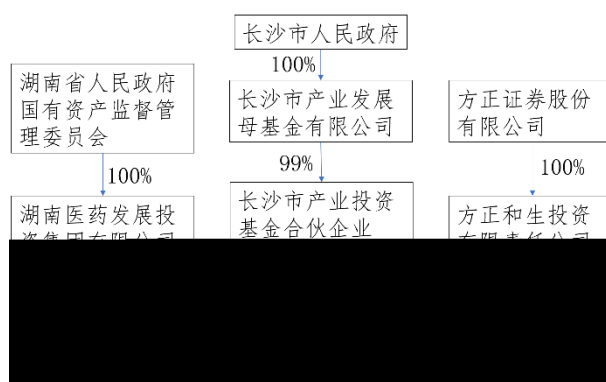 长沙市人民政府
100%
湖南省人民政府
国有资产监督管
理委员会
长沙市产业发展
母基金有限公司
方正证券股份
有限公司
100%
99%
100%
湖南医药发展投
长沙市产业投资
基金合伙企业
方正和生投资